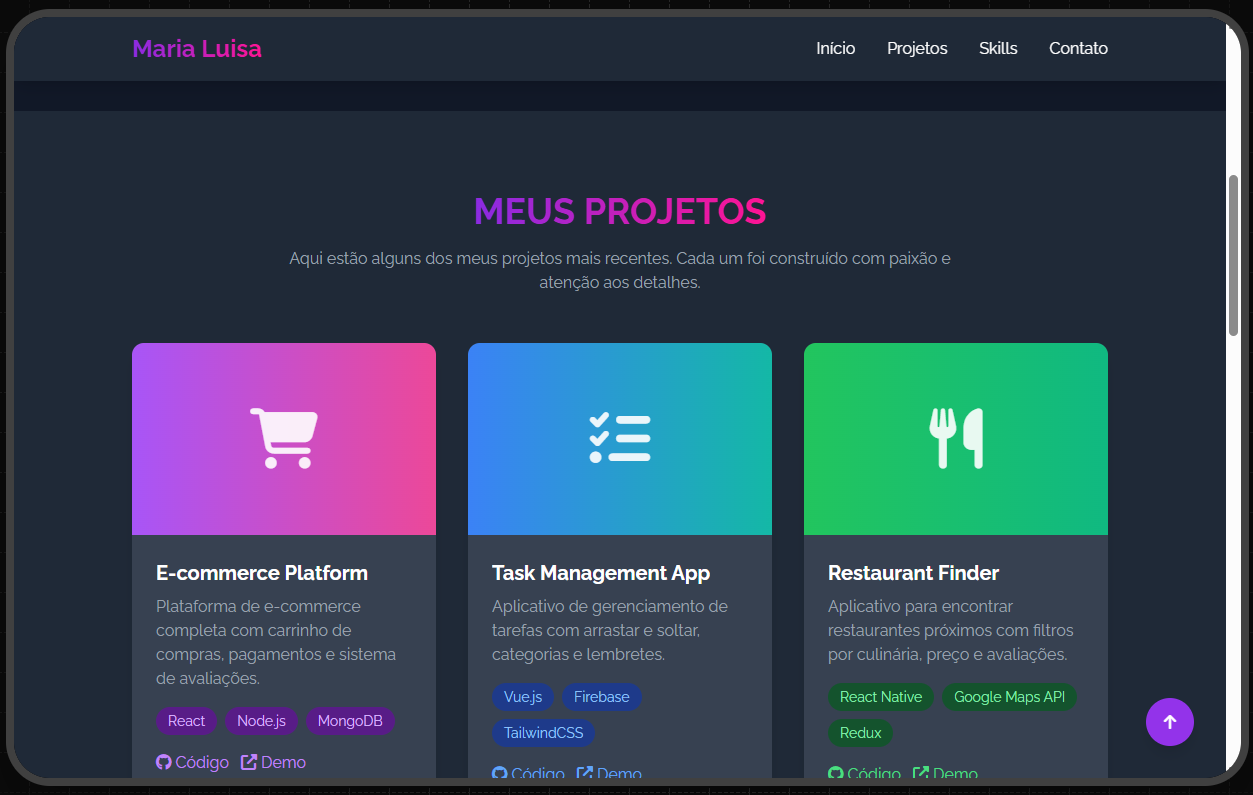 Maria Luisa
Início Projetos Skills Contato
MEUS PROJETOS
Aqui estão alguns dos meus projetos mais recentes. Cada um foi construído com paixão e
atenção aos detalhes.
E-commerce Platform
Plataforma de e-commerce
completa com carrinho de
compras, pagamentos e sistema
de avaliações.
React Node.js MongoDB
Código Demo
Task Management App
Aplicativo de gerenciamento de
tarefas com arrastar e soltar,
categorias e lembretes.
Vue.js Firebase
TailwindCSS
Código Demo
Restaurant Finder
Aplicativo para encontrar
restaurantes próximos com filtros
por culinária, preço e avaliações.
React Native Google Maps API
Redux
Código Demo